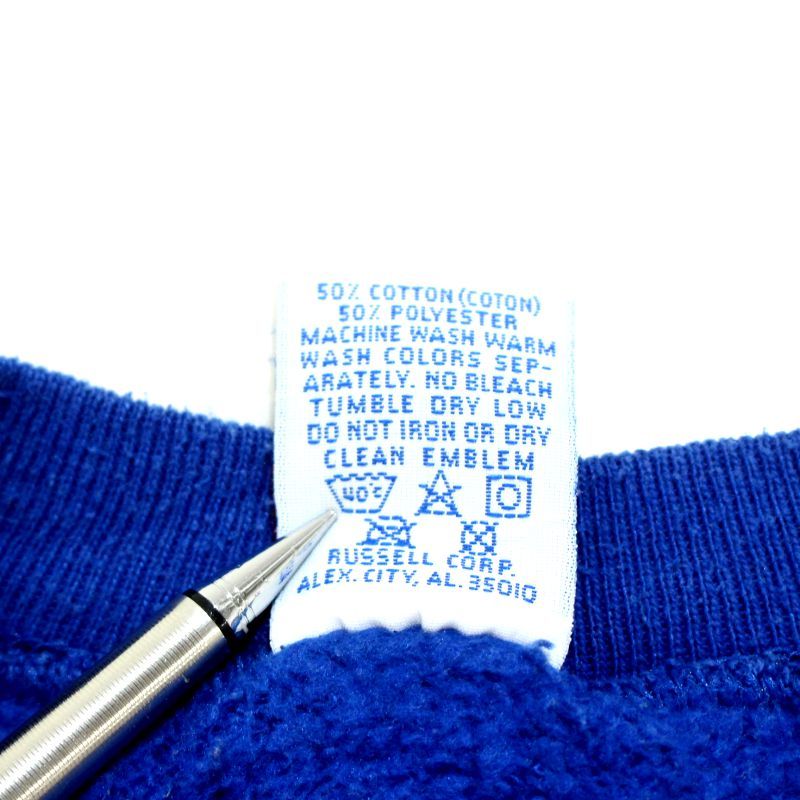 50% COTTON (COTON)
50% POLYESTER
MACHINE WASH WARM
WASH COLORS SEP-
ARATELY. NO BLEACH
TUMBLE DRY LOW
DO NOT IRON OR DRY
CLEAN EMBLEM
40°C
RUSSELL CORP.
ALEX. CITY, AL. 35010